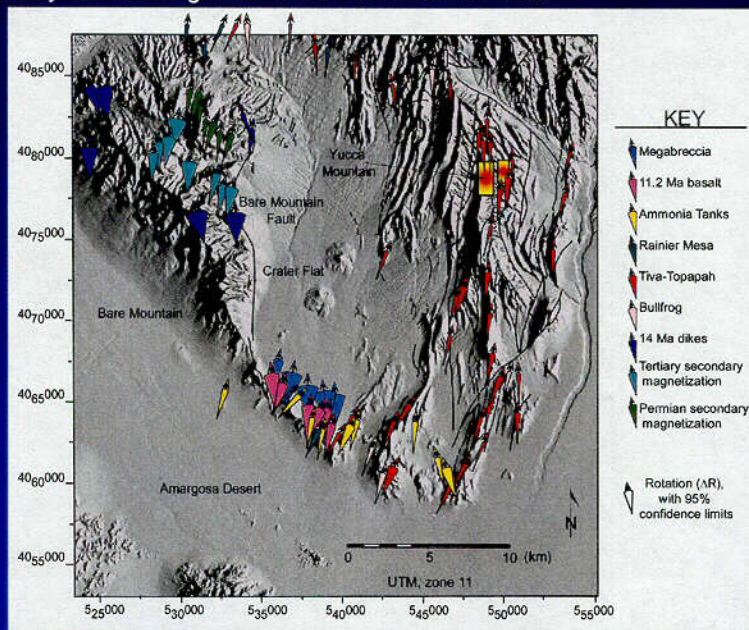 4085000
4080000
4075000
4070000
4065000
4060000
4055000
Yucca
Mountain
Bare Mountain
Fault
Crater Flat
Bare Mountain
Amargosa Desert
N
0 5 10 (km)
UTM, zone 11
525000 530000 535000 540000 545000 550000 555000
KEY
Megabreccia
11.2 Ma basalt
Ammonia Tanks
Rainier Mesa
Tiva-Topapah
Bullfrog
14 Ma dikes
Tertiary secondary
magnetization
Permian secondary
magnetization
Rotation (ΔR),
with 95%
confidence limits